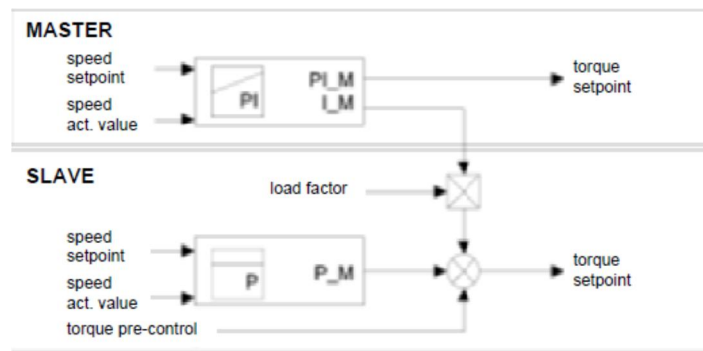 MASTER
speed
setpoint
speed
act. value
PI
PI_M
I_M
torque
setpoint
SLAVE
load factor
speed
setpoint
speed
act. value
P
P_M
torque
setpoint
torque pre-control